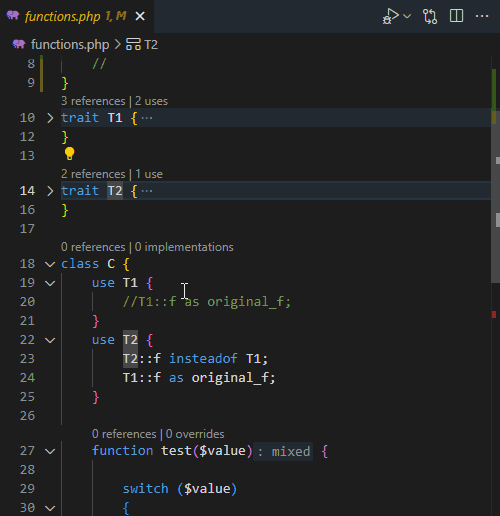 functions.php 1, M
functions.php > T2
8 //
9 }
3 references | 2 uses
10 trait T1 { ···
12 }
13
2 references | 1 use
14 trait T2 { ···
16 }
17
0 references | 0 implementations
18 class C {
19 use T1 {
20 //T1::f as original_f;
21 }
22 use T2 {
23 T2::f insteadof T1;
24 T1::f as original_f;
25 }
26
0 references | 0 overrides
27 function test($value) : mixed {
28
29 switch ($value)
30 {